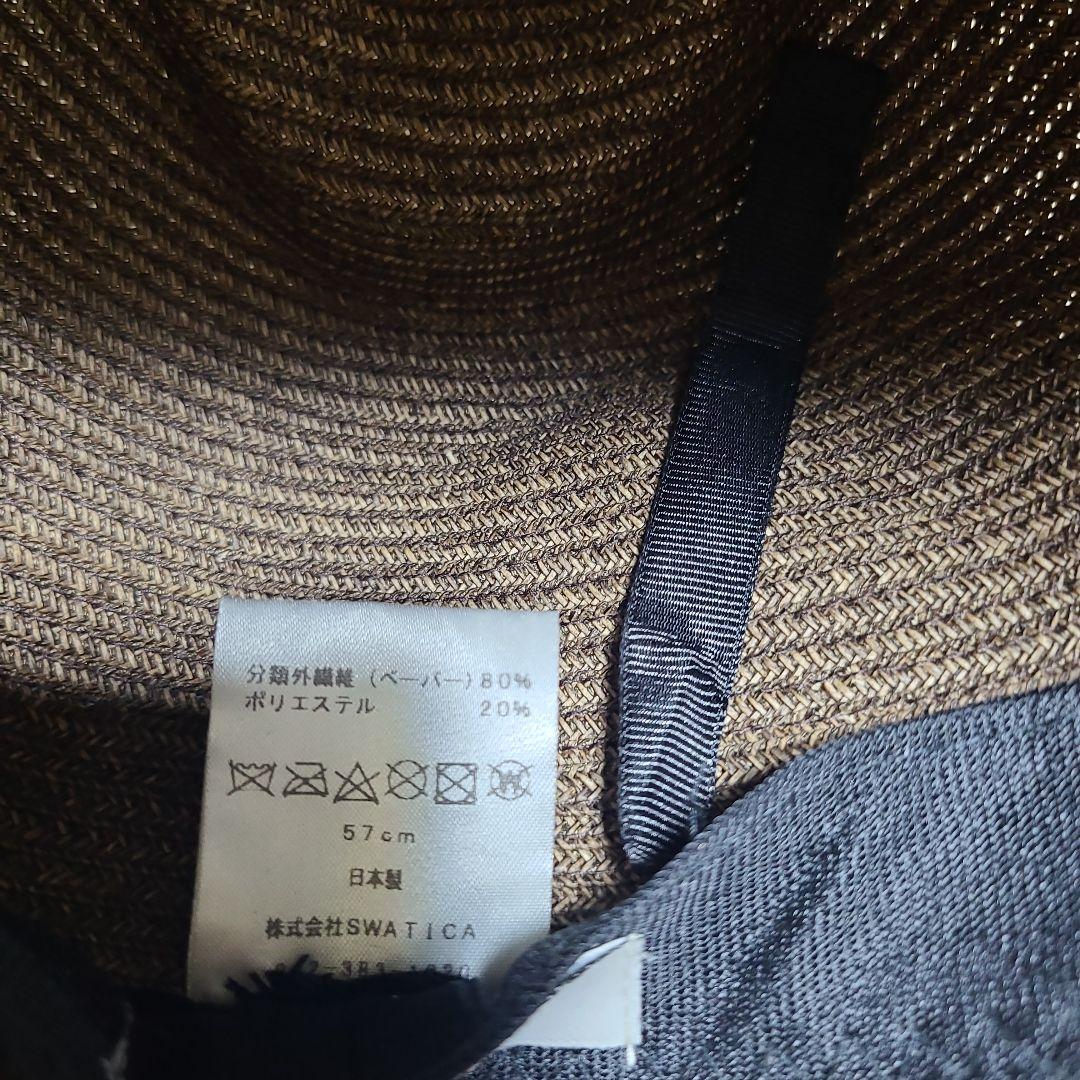 分類外繊維 (ペーパー) 80%
ポリエステル 20%
57cm
日本製
株式会社SWATICA